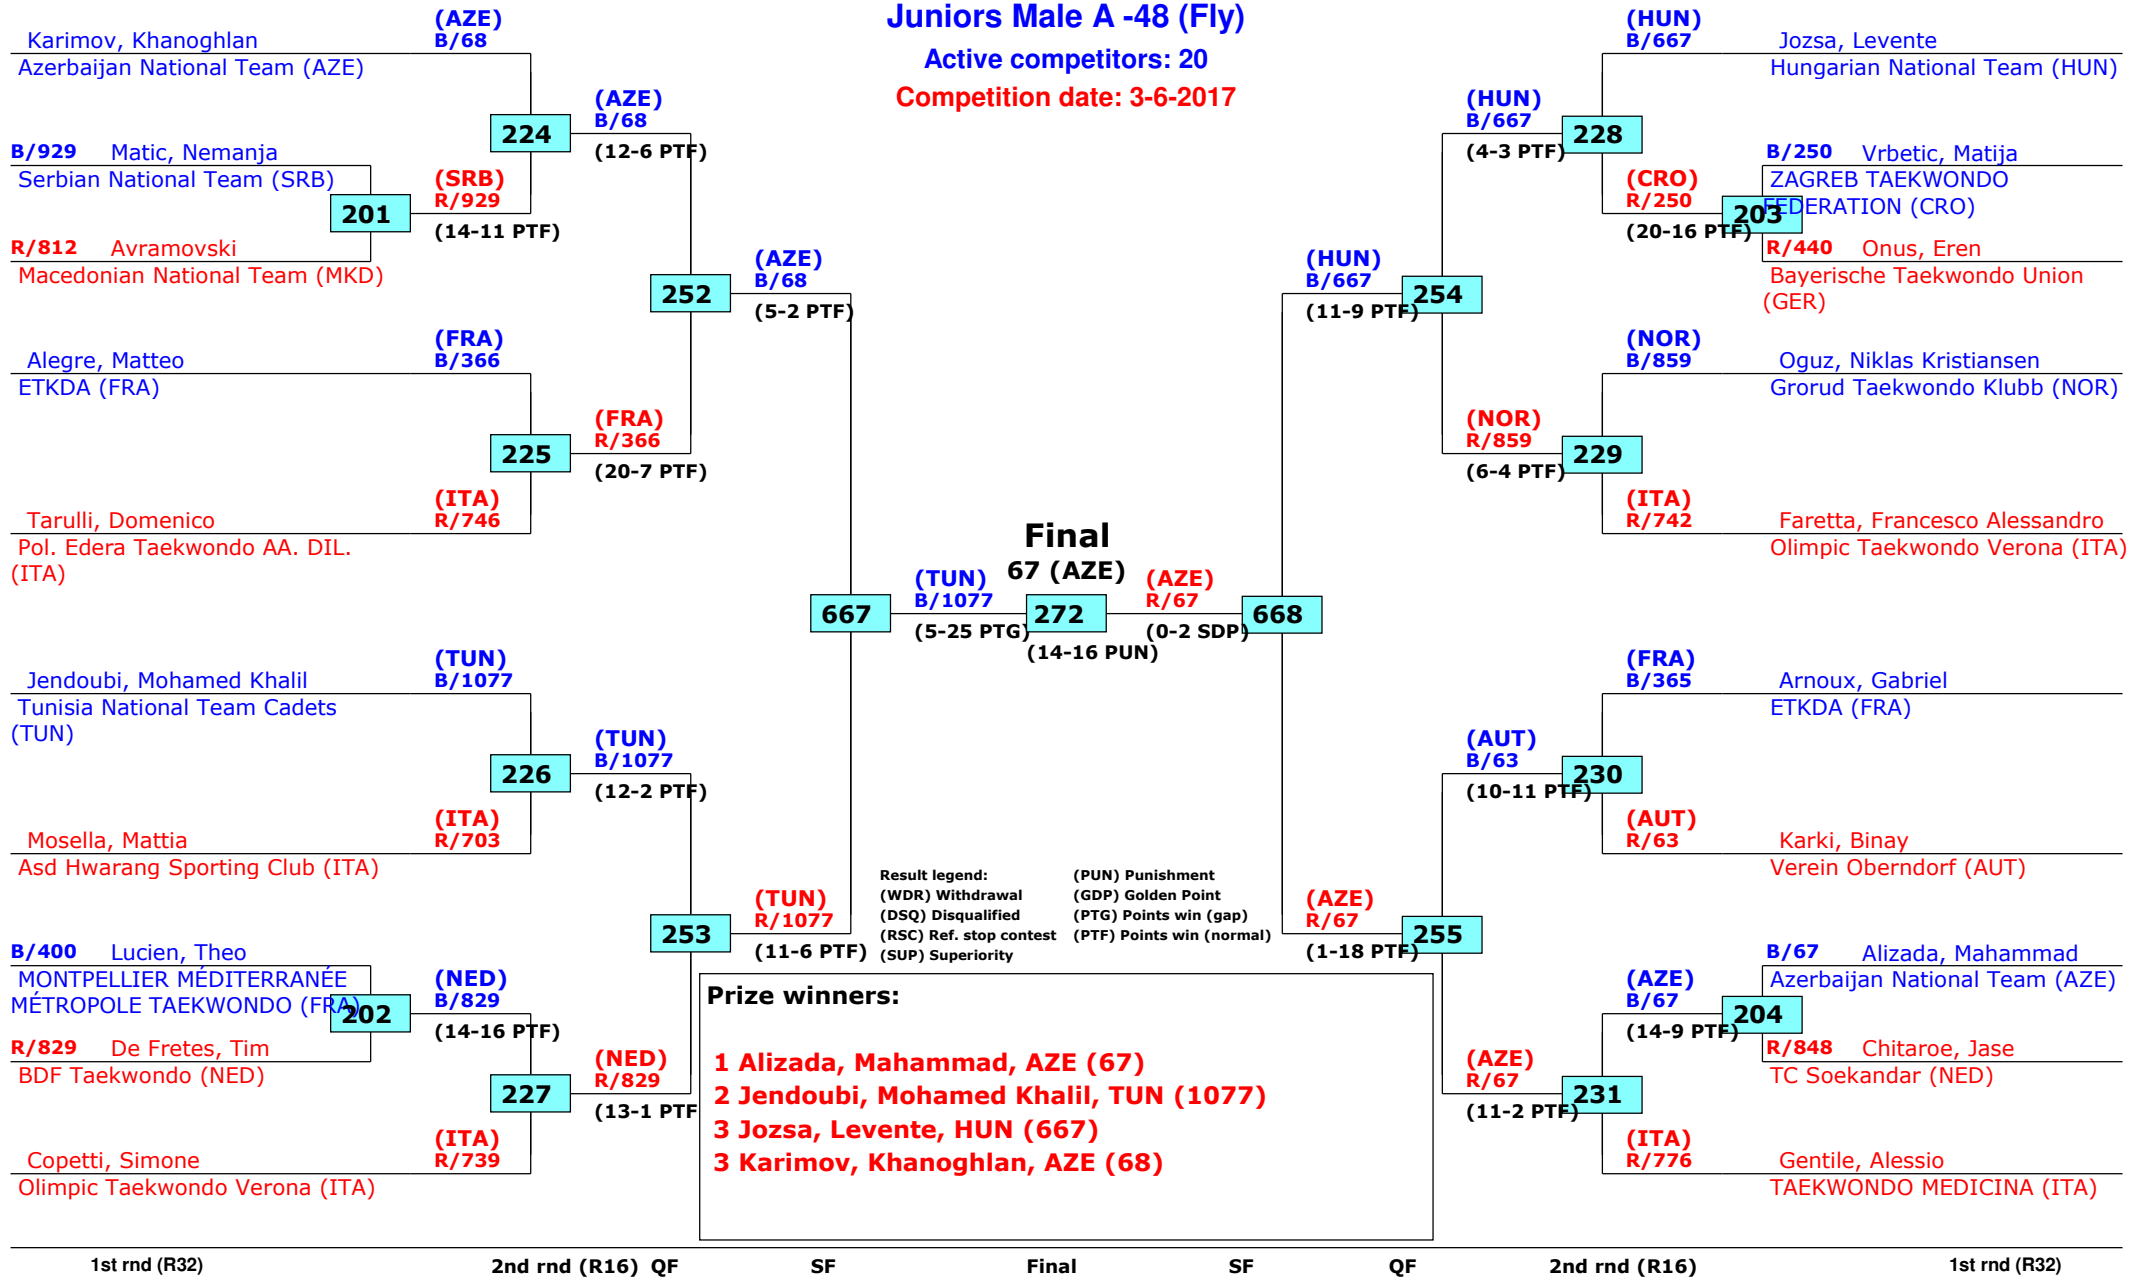 Juniors Male A -48 (Fly)
Active competitors: 20
Competition date: 3-6-2017
Karimov, Khanoghlan
Azerbaijan National Team (AZE)
(AZE)
B/68
B/929 Matic, Nemanja
Serbian National Team (SRB)
R/812 Avramovski
Macedonian National Team (MKD)
201
(SRB)
R/929
(14-11 PTF)
224
(AZE)
B/68
(12-6 PTF)
Alegre, Matteo
ETKDA (FRA)
(FRA)
B/366
Tarulli, Domenico
Pol. Edera Taekwondo AA. DIL.
(ITA)
(ITA)
R/746
225
(FRA)
R/366
(20-7 PTF)
252
(AZE)
B/68
(5-2 PTF)
Jendoubi, Mohamed Khalil
Tunisia National Team Cadets
(TUN)
(TUN)
B/1077
Mosella, Mattia
Asd Hwarang Sporting Club (ITA)
(ITA)
R/703
226
(TUN)
B/1077
(12-2 PTF)
B/400 Lucien, Theo
MONTPELLIER MÉDITERRANÉE
MÉTROPOLE TAEKWONDO (FRA)
R/829 De Fretes, Tim
BDF Taekwondo (NED)
202
(NED)
B/829
(14-16 PTF)
Copetti, Simone
Olimpic Taekwondo Verona (ITA)
(ITA)
R/739
227
(NED)
R/829
(13-1 PTF
253
(TUN)
R/1077
(11-6 PTF)
667
(TUN)
B/1077
(5-25 PTG)
Final
67 (AZE)
272
(14-16 PUN)
(AZE)
R/67
(0-2 SDP)
668
(HUN)
B/667
Jozsa, Levente
Hungarian National Team (HUN)
(HUN)
B/667
(4-3 PTF)
228
B/250 Vrbetic, Matija
ZAGREB TAEKWONDO
FEDERATION (CRO)
(CRO)
R/250
(20-16 PTF)
203
R/440 Onus, Eren
Bayerische Taekwondo Union
(GER)
(HUN)
B/667
(11-9 PTF)
254
(NOR)
B/859
Oguz, Niklas Kristiansen
Grorud Taekwondo Klubb (NOR)
(NOR)
R/859
(6-4 PTF)
229
(ITA)
R/742
Faretta, Francesco Alessandro
Olimpic Taekwondo Verona (ITA)
(FRA)
B/365
Arnoux, Gabriel
ETKDA (FRA)
(AUT)
B/63
(10-11 PTF)
230
(AUT)
R/63
Karki, Binay
Verein Oberndorf (AUT)
(AZE)
R/67
(1-18 PTF)
255
B/67 Alizada, Mahammad
Azerbaijan National Team (AZE)
(AZE)
B/67
(14-9 PTF)
204
R/848 Chitaroe, Jase
TC Soekandar (NED)
(AZE)
R/67
(11-2 PTF)
231
(ITA)
R/776
Gentile, Alessio
TAEKWONDO MEDICINA (ITA)
Result legend: (PUN) Punishment
(WDR) Withdrawal (GDP) Golden Point
(DSQ) Disqualified (PTG) Points win (gap)
(RSC) Ref. stop contest (PTF) Points win (normal)
(SUP) Superiority
Prize winners:
1 Alizada, Mahammad, AZE (67)
2 Jendoubi, Mohamed Khalil, TUN (1077)
3 Jozsa, Levente, HUN (667)
3 Karimov, Khanoghlan, AZE (68)
1st rnd (R32) 2nd rnd (R16) QF SF Final SF QF 2nd rnd (R16) 1st rnd (R32)